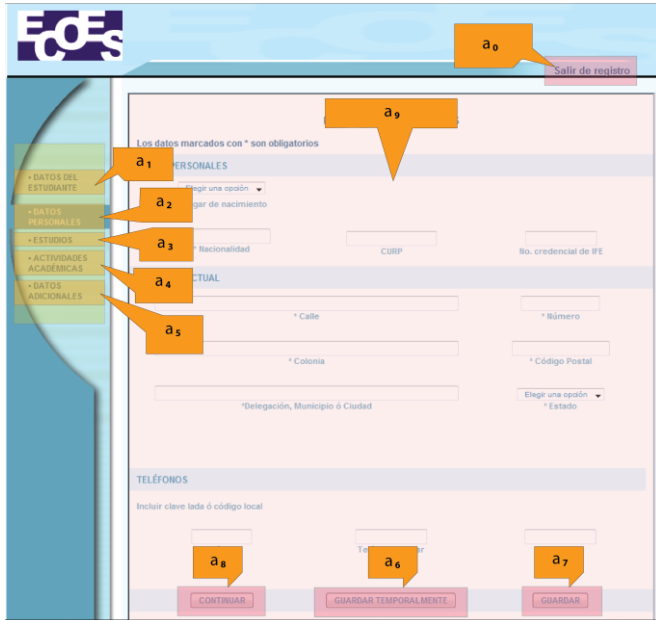 ECOES
a₀
Salir de registro
a₉
Los datos marcados con * son obligatorios
a₁
PERSONALES
• DATOS DEL ESTUDIANTE
Elegir una opción
a₂
gar de nacimiento
• DATOS PERSONALES
a₃
• ESTUDIOS
* Nacionalidad
CURP
No. credencial de IFE
• ACTIVIDADES ACADÉMICAS
a₄
CTUAL
• DATOS ADICIONALES
a₅
* Calle
* Número
* Colonia
* Código Postal
Elegir una opción
*Delegación, Municipio ó Ciudad
* Estado
TELÉFONOS
Incluir clave lada ó código local
a₈
a₆
a₇
CONTINUAR
GUARDAR TEMPORALMENTE
GUARDAR